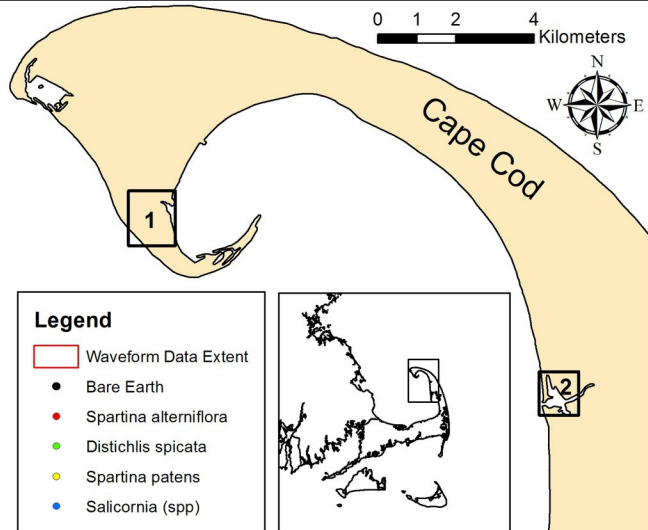 0 1 2 4
Kilometers
N
W E
S
Cape Cod
1
2
Legend
Waveform Data Extent
Bare Earth
Spartina alterniflora
Distichlis spicata
Spartina patens
Salicornia (spp)